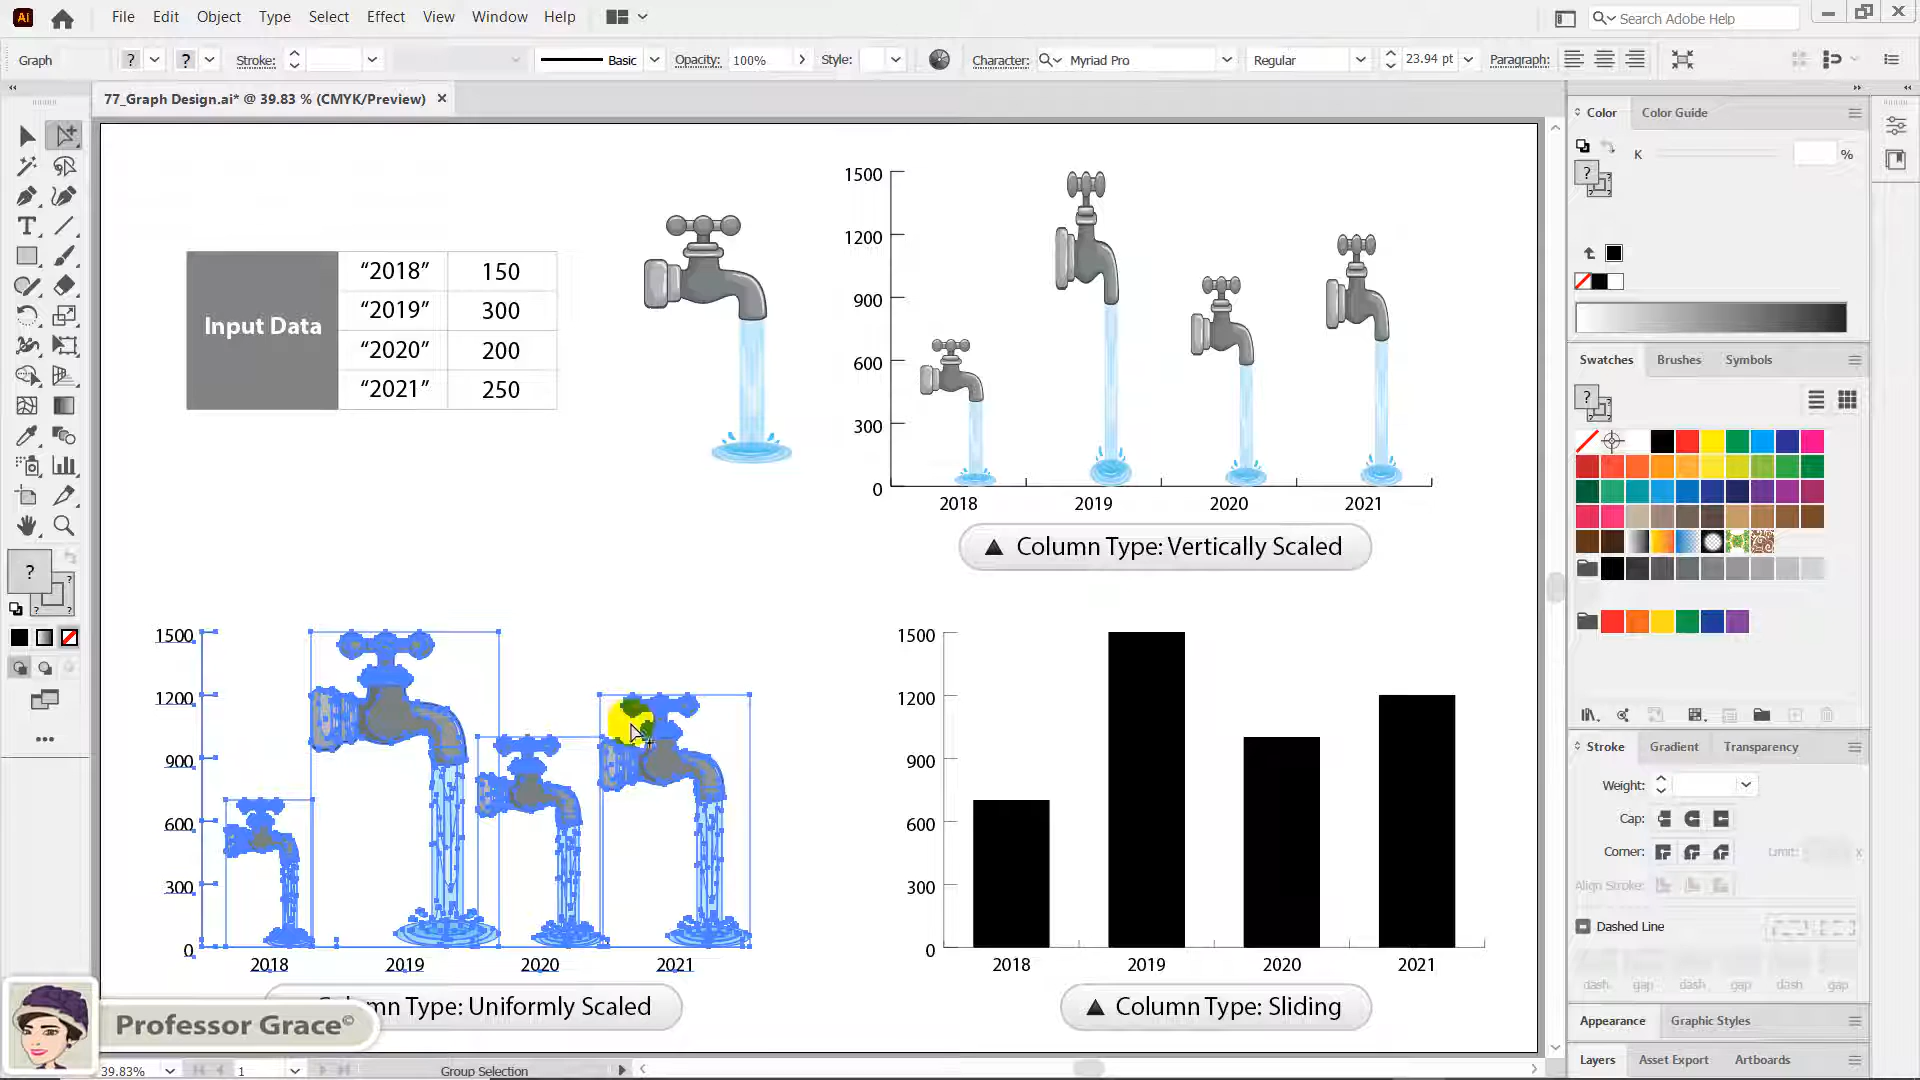 Ai File Edit Object Type Select Effect View Window Help Search Adobe Help
Graph ? ? Stroke: Basic Opacity: 100% Style: Character: Myriad Pro Regular 23.94 pt Paragraph:
77_Graph Design.ai* @ 39.83 % (CMYK/Preview) ×
Input Data
“2018” 150
“2019” 300
“2020” 200
“2021” 250
1500
1200
900
600
300
0
2018 2019 2020 2021
▲ Column Type: Vertically Scaled
1500
1200
900
600
300
0
2018 2019 2020 2021
Column Type: Uniformly Scaled
1500
1200
900
600
300
0
2018 2019 2020 2021
▲ Column Type: Sliding
Professor Grace©
39.83% 1 Group Selection
Color Color Guide
? K %
Swatches Brushes Symbols
?
Stroke Gradient Transparency
Weight:
Cap:
Corner: Limit: x
Align Stroke:
Dashed Line
dash gap dash gap dash gap
Appearance Graphic Styles
Layers Asset Export Artboards